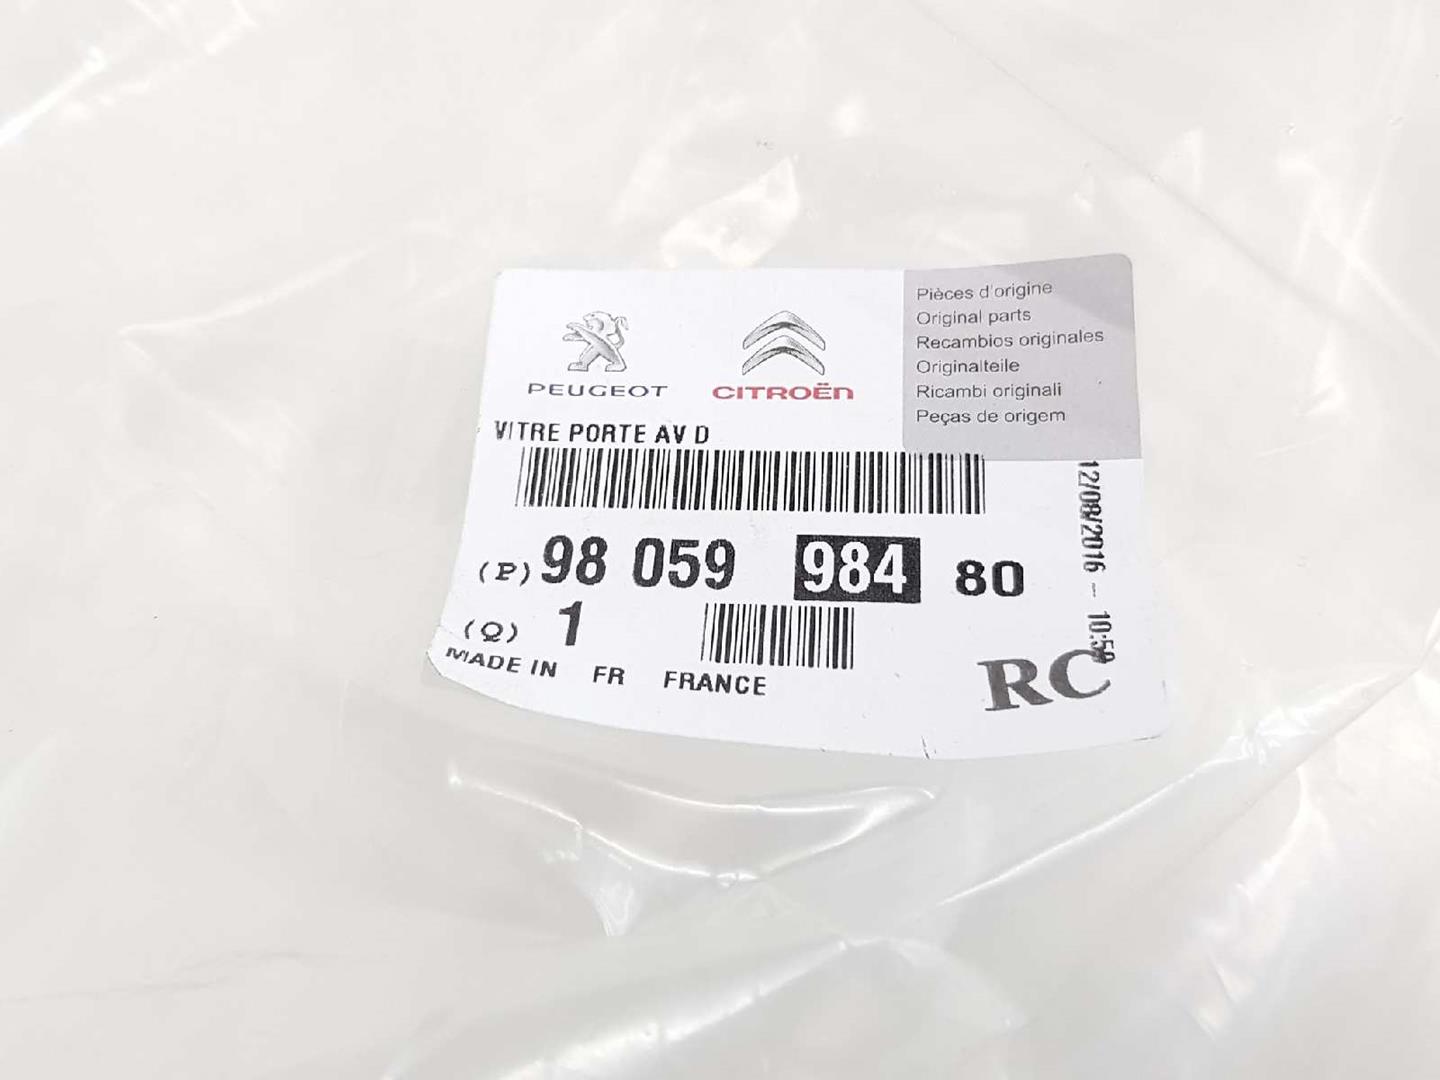 PEUGEOT CITROËN
Pièces d'origine
Original parts
Recambios originales
Originalteile
Ricambi originali
Peças de origem
VITRE PORTE AV D
(P) 98 059 984 80
(Q) 1
MADE IN FR FRANCE
12/08/2016 - 10:59
RC